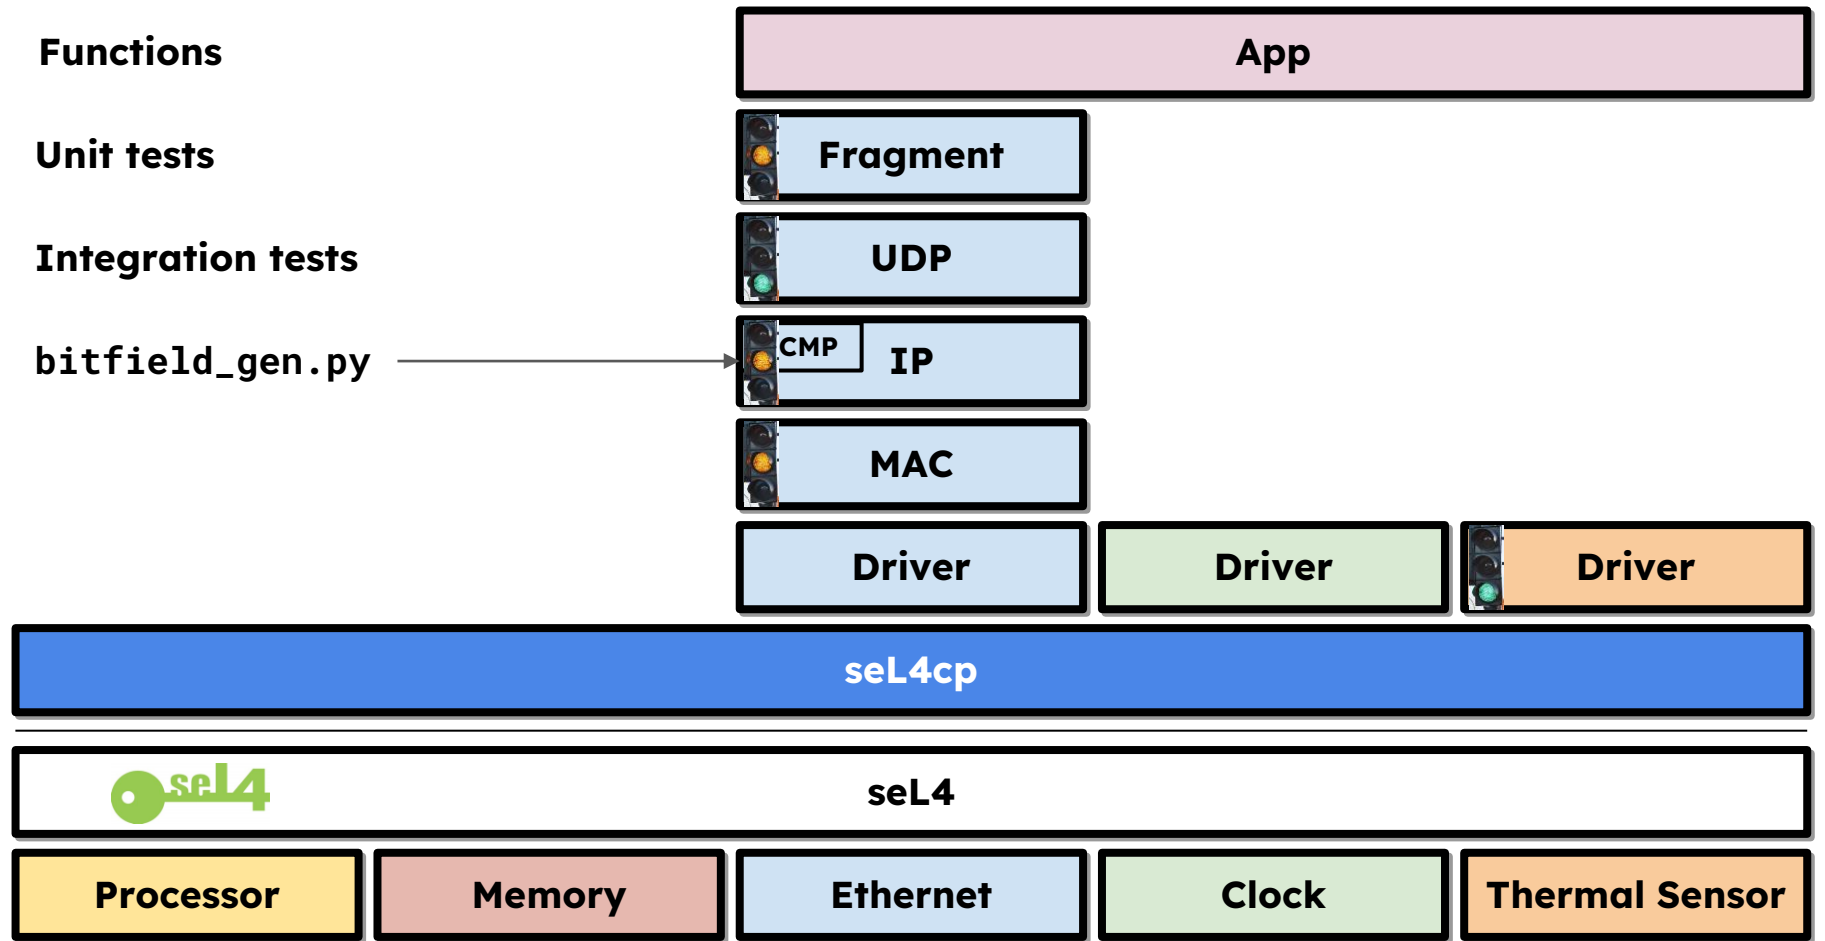 Functions
App
Unit tests
Fragment
Integration tests
UDP
bitfield_gen.py
CMP
IP
MAC
Driver
Driver
Driver
seL4cp
seL4
seL4
Processor
Memory
Ethernet
Clock
Thermal Sensor